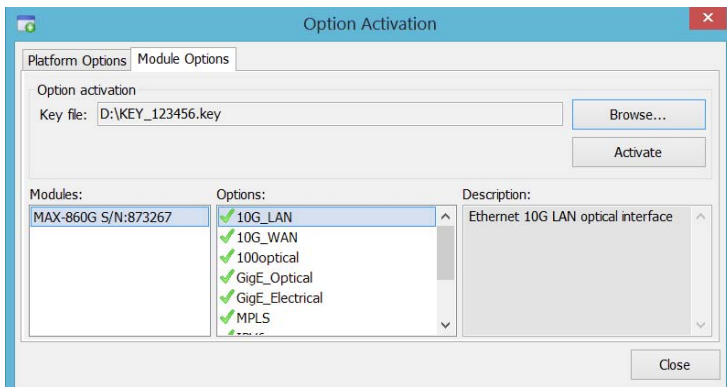 Option Activation
Platform Options
Module Options
Option activation
Key file:
D:\KEY_123456.key
Browse...
Activate
Modules:
Options:
Description:
MAX-860G S/N:873267
10G_LAN
10G_WAN
100optical
GigE_Optical
GigE_Electrical
MPLS
Ethernet 10G LAN optical interface
Close